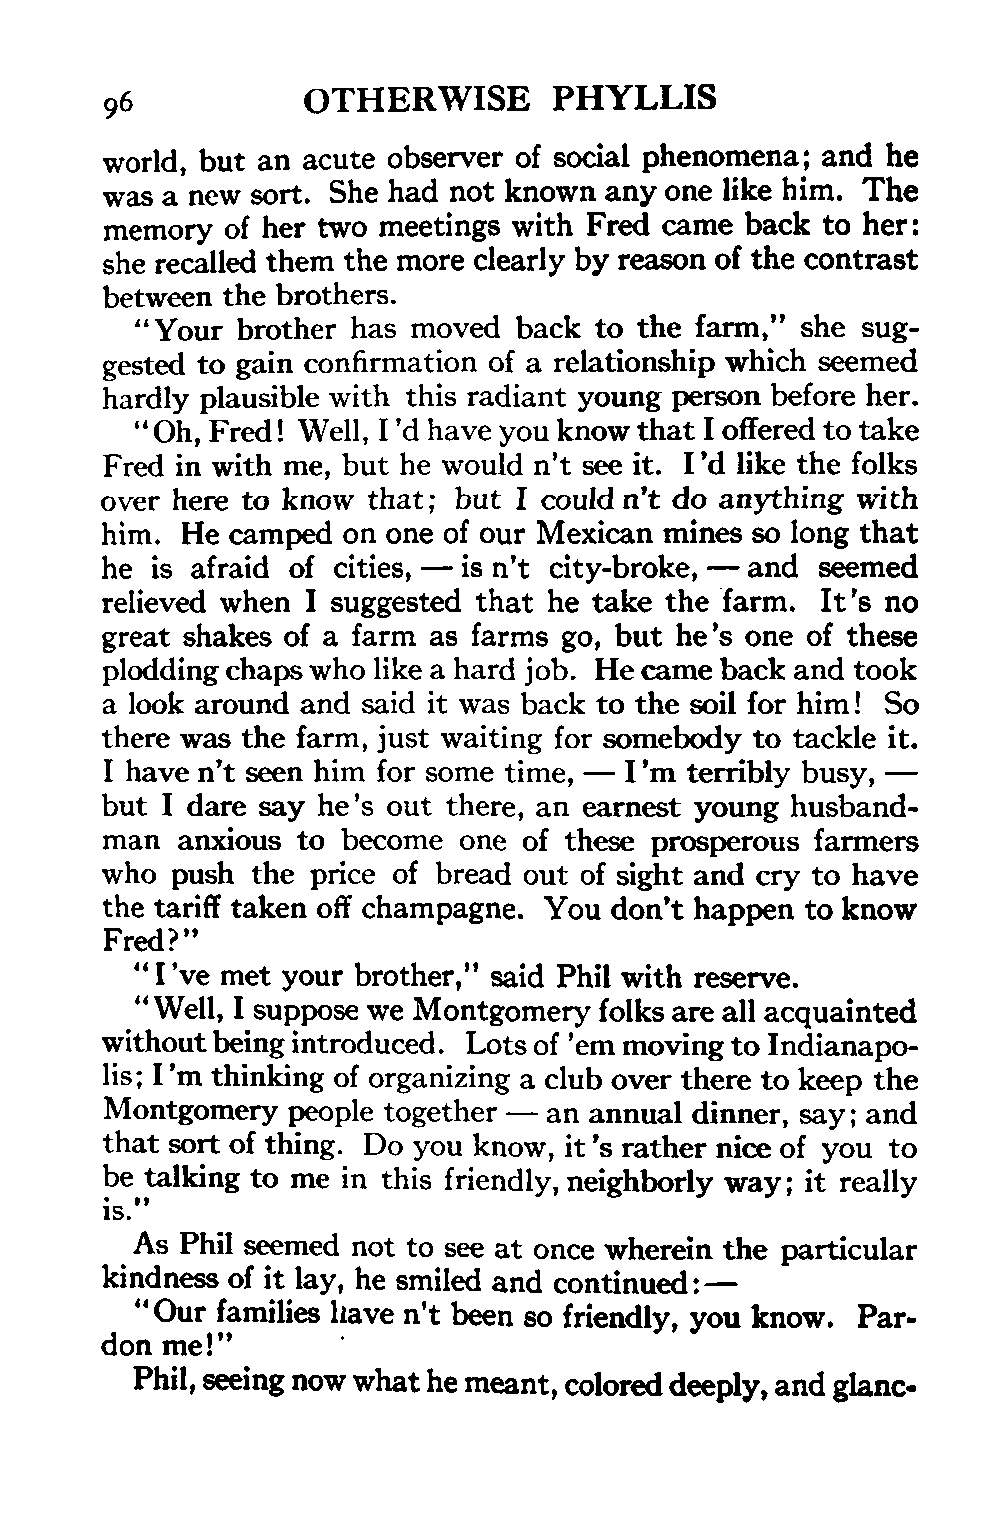 96 OTHERWISE PHYLLIS
world, but an acute observer of social phenomena; and he
was a new sort. She had not known any one like him. The
memory of her two meetings with Fred came back to her:
she recalled them the more clearly by reason of the contrast
between the brothers.
"Your brother has moved back to the farm," she sug-
gested to gain confirmation of a relationship which seemed
hardly plausible with this radiant young person before her.
"Oh, Fred! Well, I 'd have you know that I offered to take
Fred in with me, but he would n't see it. I 'd like the folks
over here to know that; but I could n't do anything with
him. He camped on one of our Mexican mines so long that
he is afraid of cities, — is n't city-broke, — and seemed
relieved when I suggested that he take the farm. It 's no
great shakes of a farm as farms go, but he 's one of these
plodding chaps who like a hard job. He came back and took
a look around and said it was back to the soil for him! So
there was the farm, just waiting for somebody to tackle it.
I have n't seen him for some time, — I 'm terribly busy, —
but I dare say he 's out there, an earnest young husband-
man anxious to become one of these prosperous farmers
who push the price of bread out of sight and cry to have
the tariff taken off champagne. You don't happen to know
Fred?"
"I 've met your brother," said Phil with reserve.
"Well, I suppose we Montgomery folks are all acquainted
without being introduced. Lots of 'em moving to Indianapo-
lis; I 'm thinking of organizing a club over there to keep the
Montgomery people together — an annual dinner, say; and
that sort of thing. Do you know, it 's rather nice of you to
be talking to me in this friendly, neighborly way; it really
is."
As Phil seemed not to see at once wherein the particular
kindness of it lay, he smiled and continued: —
"Our families have n't been so friendly, you know. Par-
don me!"
Phil, seeing now what he meant, colored deeply, and glanc-